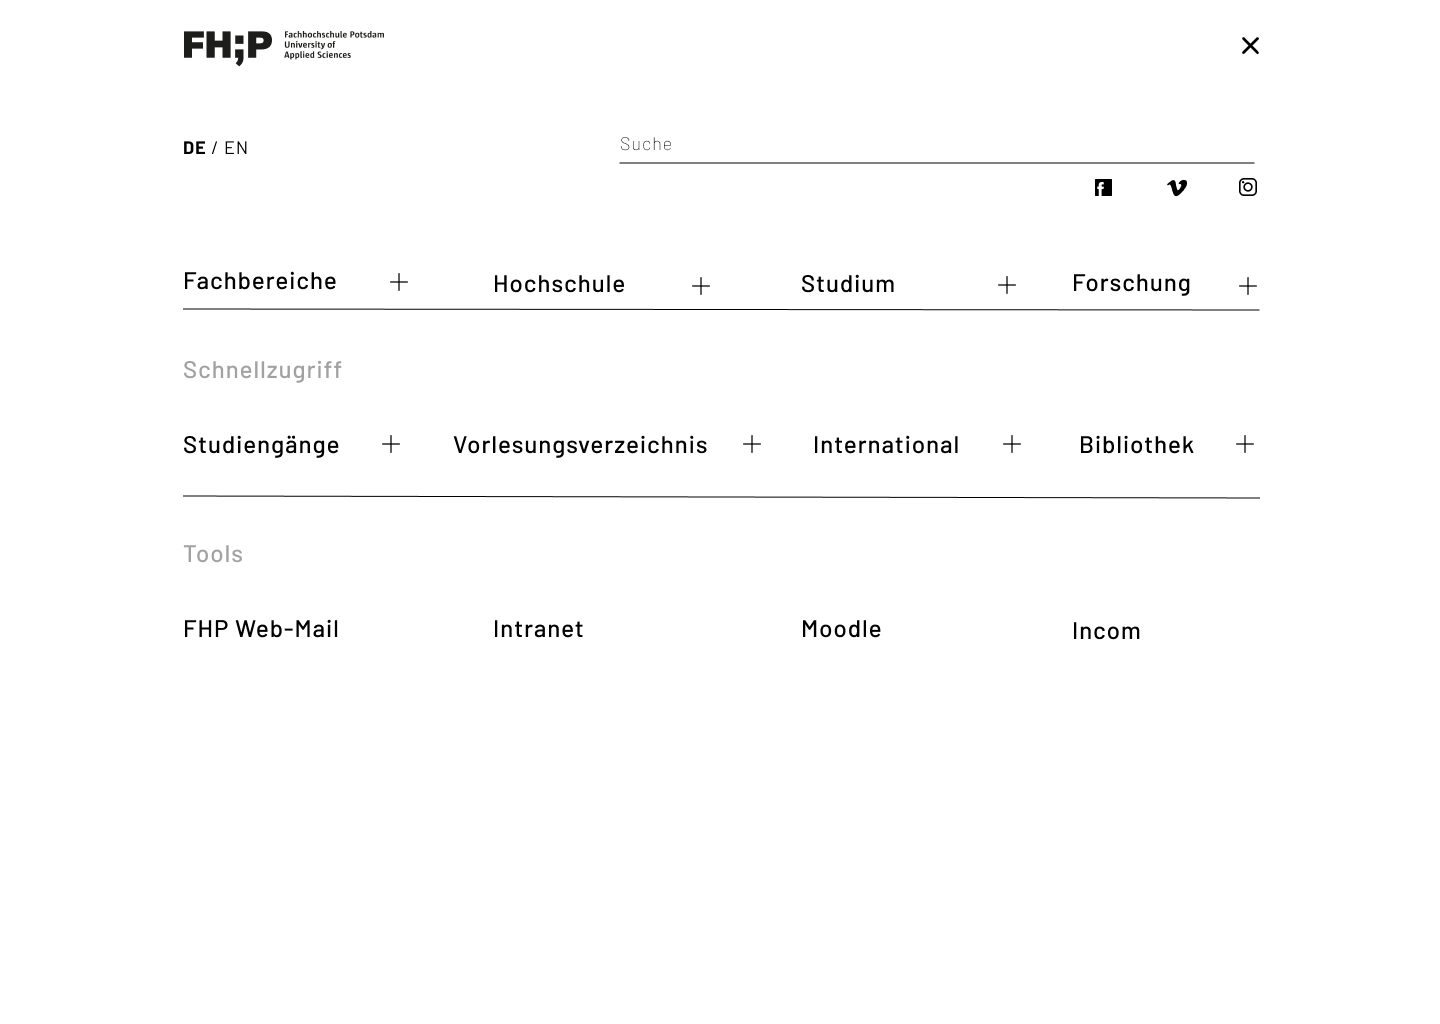 FH;P
Fachhochschule Potsdam
University of
Applied Sciences
DE / EN
Suche
Fachbereiche
Hochschule
Studium
Forschung
Schnellzugriff
Studiengänge
Vorlesungsverzeichnis
International
Bibliothek
Tools
FHP Web-Mail
Intranet
Moodle
Incom